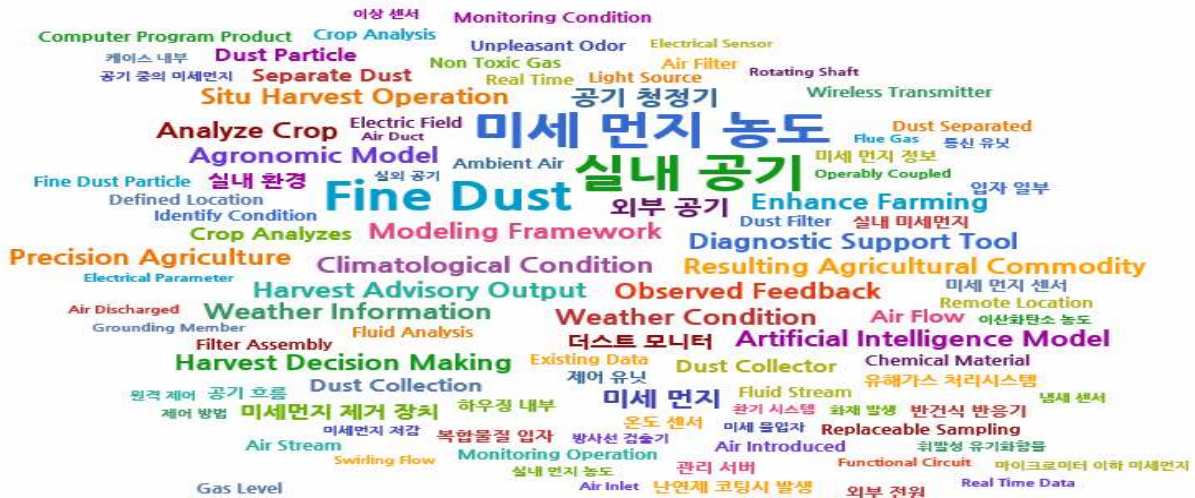 이상 센서 Monitoring Condition
Computer Program Product Crop Analysis Unpleasant Odor Electrical Sensor
케이스 내부 Dust Particle Non Toxic Gas Air Filter
공기 중의 미세먼지 Separate Dust Real Time Light Source Rotating Shaft
Situ Harvest Operation 공기 청정기 Wireless Transmitter
Analyze Crop Electric Field 미세 먼지 농도 Dust Separated
Air Duct Flue Gas 통신 유닛
Agronomic Model Ambient Air 실내 공기 미세 먼지 정보
Fine Dust Particle 실내 환경 실외 공기 Operably Coupled 입자 일부
Defined Location Fine Dust 외부 공기 Enhance Farming
Identify Condition Dust Filter 실내 미세먼지
Crop Analyzes Modeling Framework Diagnostic Support Tool
Precision Agriculture Climatological Condition Resulting Agricultural Commodity
Electrical Parameter Harvest Advisory Output Observed Feedback 미세 먼지 센서
Air Discharged Weather Information Weather Condition Air Flow Remote Location
이산화탄소 농도
Grounding Member Fluid Analysis
Filter Assembly 더스트 모니터 Artificial Intelligence Model
Harvest Decision Making Existing Data Dust Collector Chemical Material
제어 유닛 유해가스 처리시스템
원격 제어 공기 흐름 Dust Collection 미세 먼지 Fluid Stream 냄새 센서
제어 방법 미세먼지 제거 장치 하우징 내부 환기 시스템 화재 발생 반건식 반응기
미세먼지 저감 복합물질 입자 방사선 검출기 온도 센서 미세 물입자 Replaceable Sampling
Air Stream Monitoring Operation Air Introduced 휘발성 유기화합물
Swirling Flow 실내 먼지 농도 관리 서버 Functional Circuit 마이크로미터 이하 미세먼지
Gas Level Air Inlet 난연제 코팅시 발생 외부 전원 Real Time Data